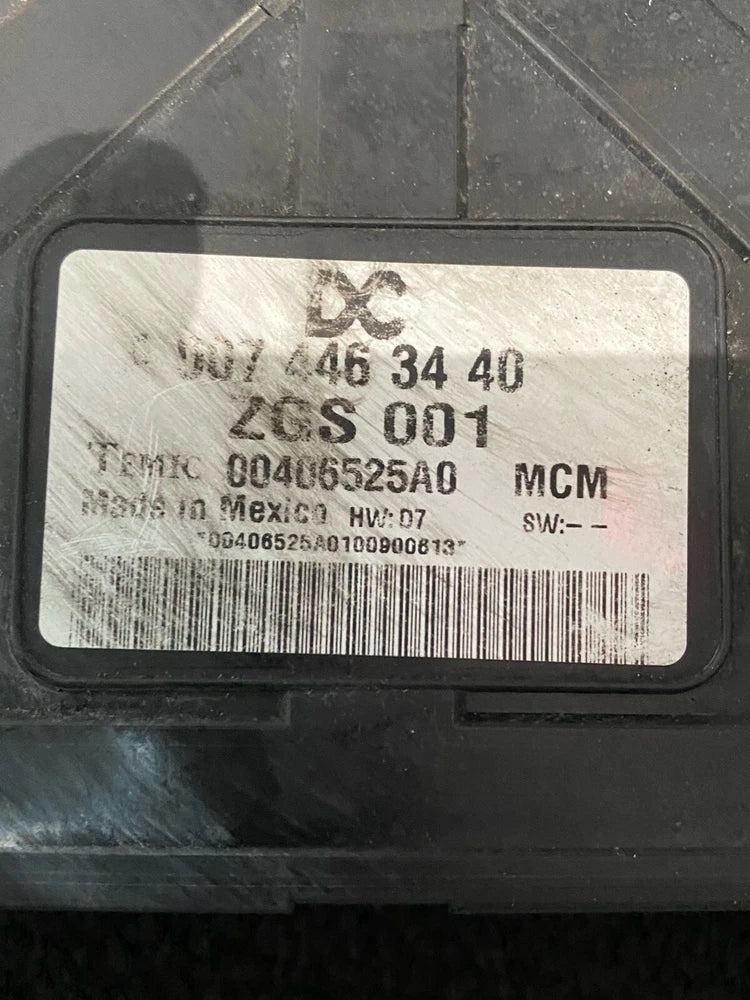 DC
007 446 34 40
ZGS 001
TEMIC 00406525A0 MCM
Made in Mexico HW: 07 SW:- -
*00406525A0100900613*